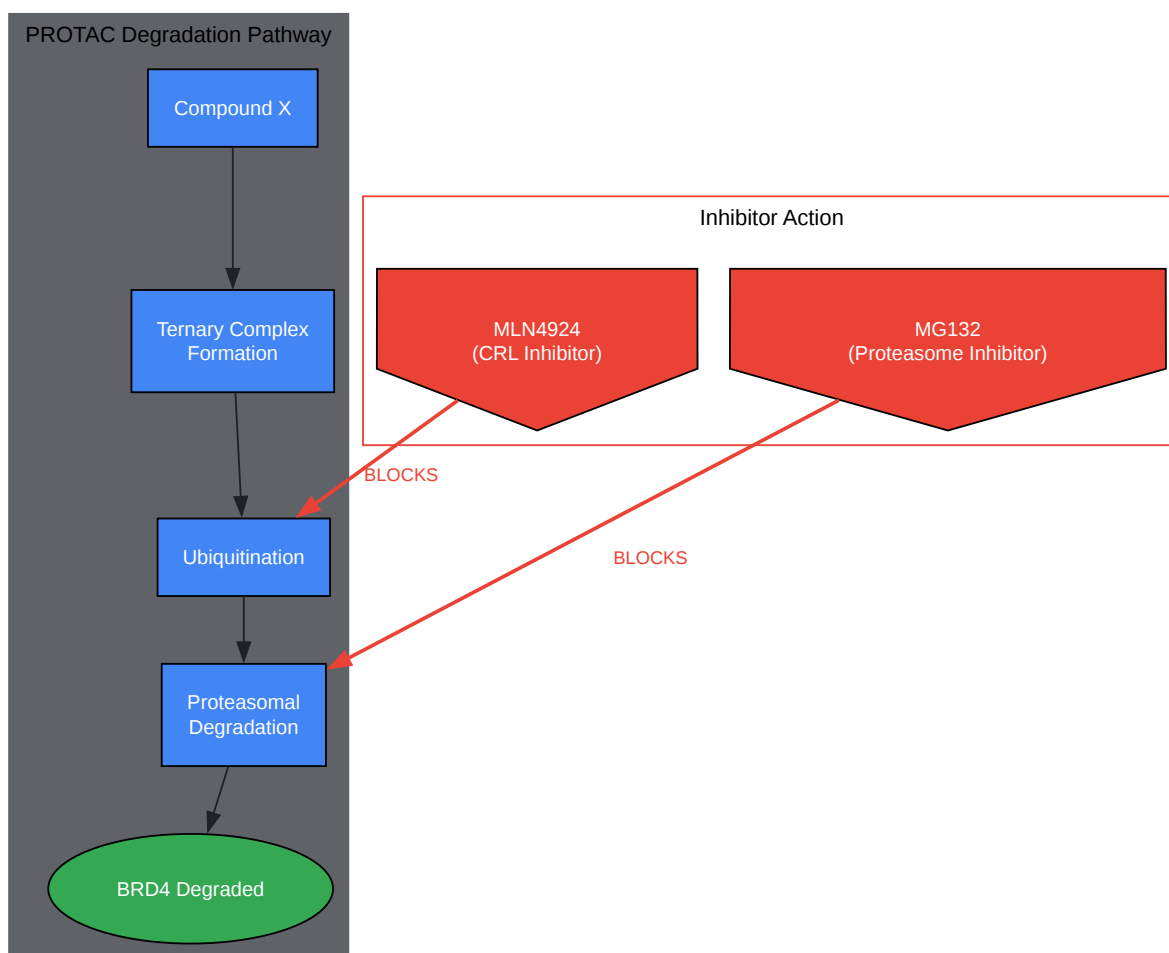 PROTAC Degradation Pathway
Compound X
Inhibitor Action
Ternary Complex
Formation
MLN4924
(CRL Inhibitor)
MG132
(Proteasome Inhibitor)
BLOCKS
BLOCKS
Ubiquitination
Proteasomal
Degradation
BRD4 Degraded